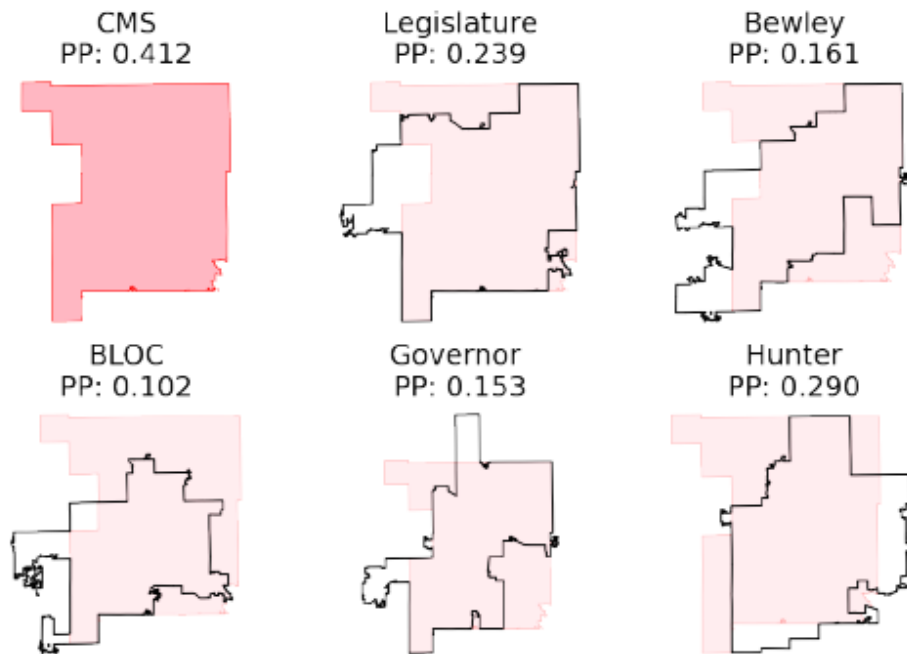 CMS
PP: 0.412
Legislature
PP: 0.239
Bewley
PP: 0.161
BLOC
PP: 0.102
Governor
PP: 0.153
Hunter
PP: 0.290